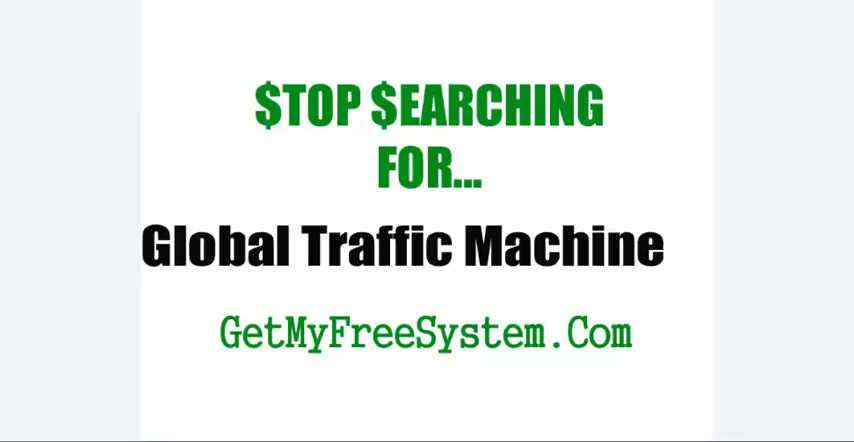 $TOP $EARCHING
FOR...
Global Traffic Machine
GetMyFreeSystem.Com